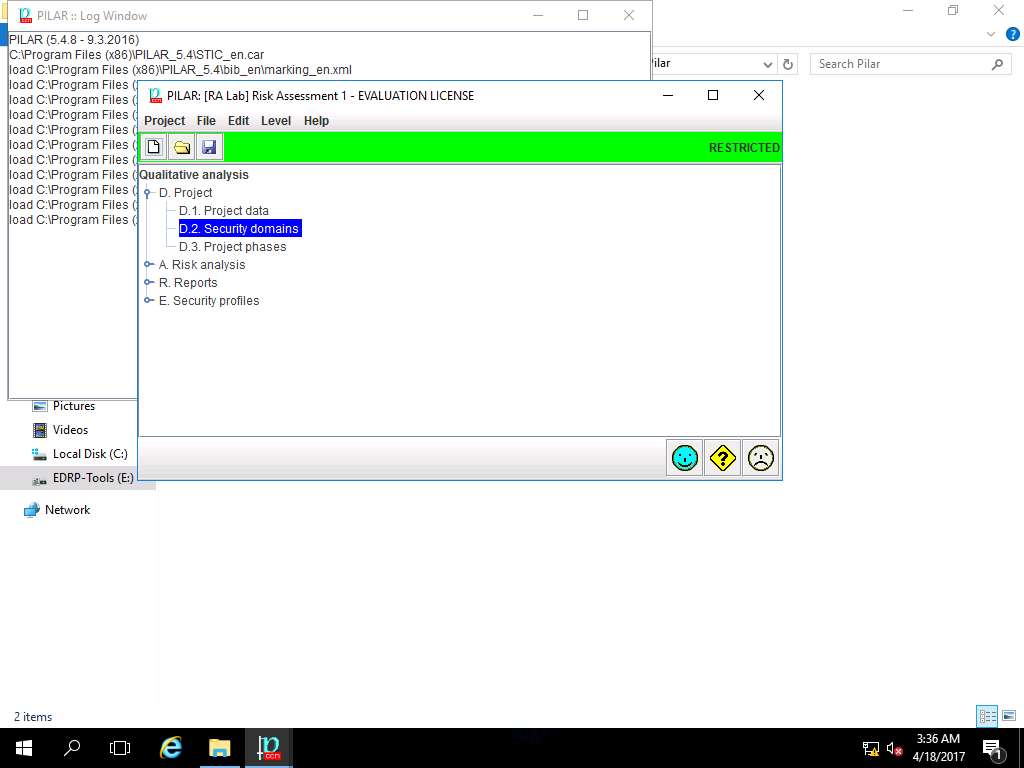 PILAR :: Log Window
PILAR (5.4.8 - 9.3.2016)
C:\Program Files (x86)\PILAR_5.4\STIC_en.car
load C:\Program Files (x86)\PILAR_5.4\bib_en\marking_en.xml
load C:\Program Files (
load C:\Program Files (
load C:\Program Files (
load C:\Program Files (
load C:\Program Files (
load C:\Program Files (
load C:\Program Files (
load C:\Program Files (
load C:\Program Files (
load C:\Program Files (
Search Pilar
PILAR: [RA Lab] Risk Assessment 1 - EVALUATION LICENSE
Project File Edit Level Help
RESTRICTED
Qualitative analysis
D. Project
D.1. Project data
D.2. Security domains
D.3. Project phases
A. Risk analysis
R. Reports
E. Security profiles
Pictures
Videos
Local Disk (C:)
EDRP-Tools (E:)
Network
2 items
3:36 AM
4/18/2017
1